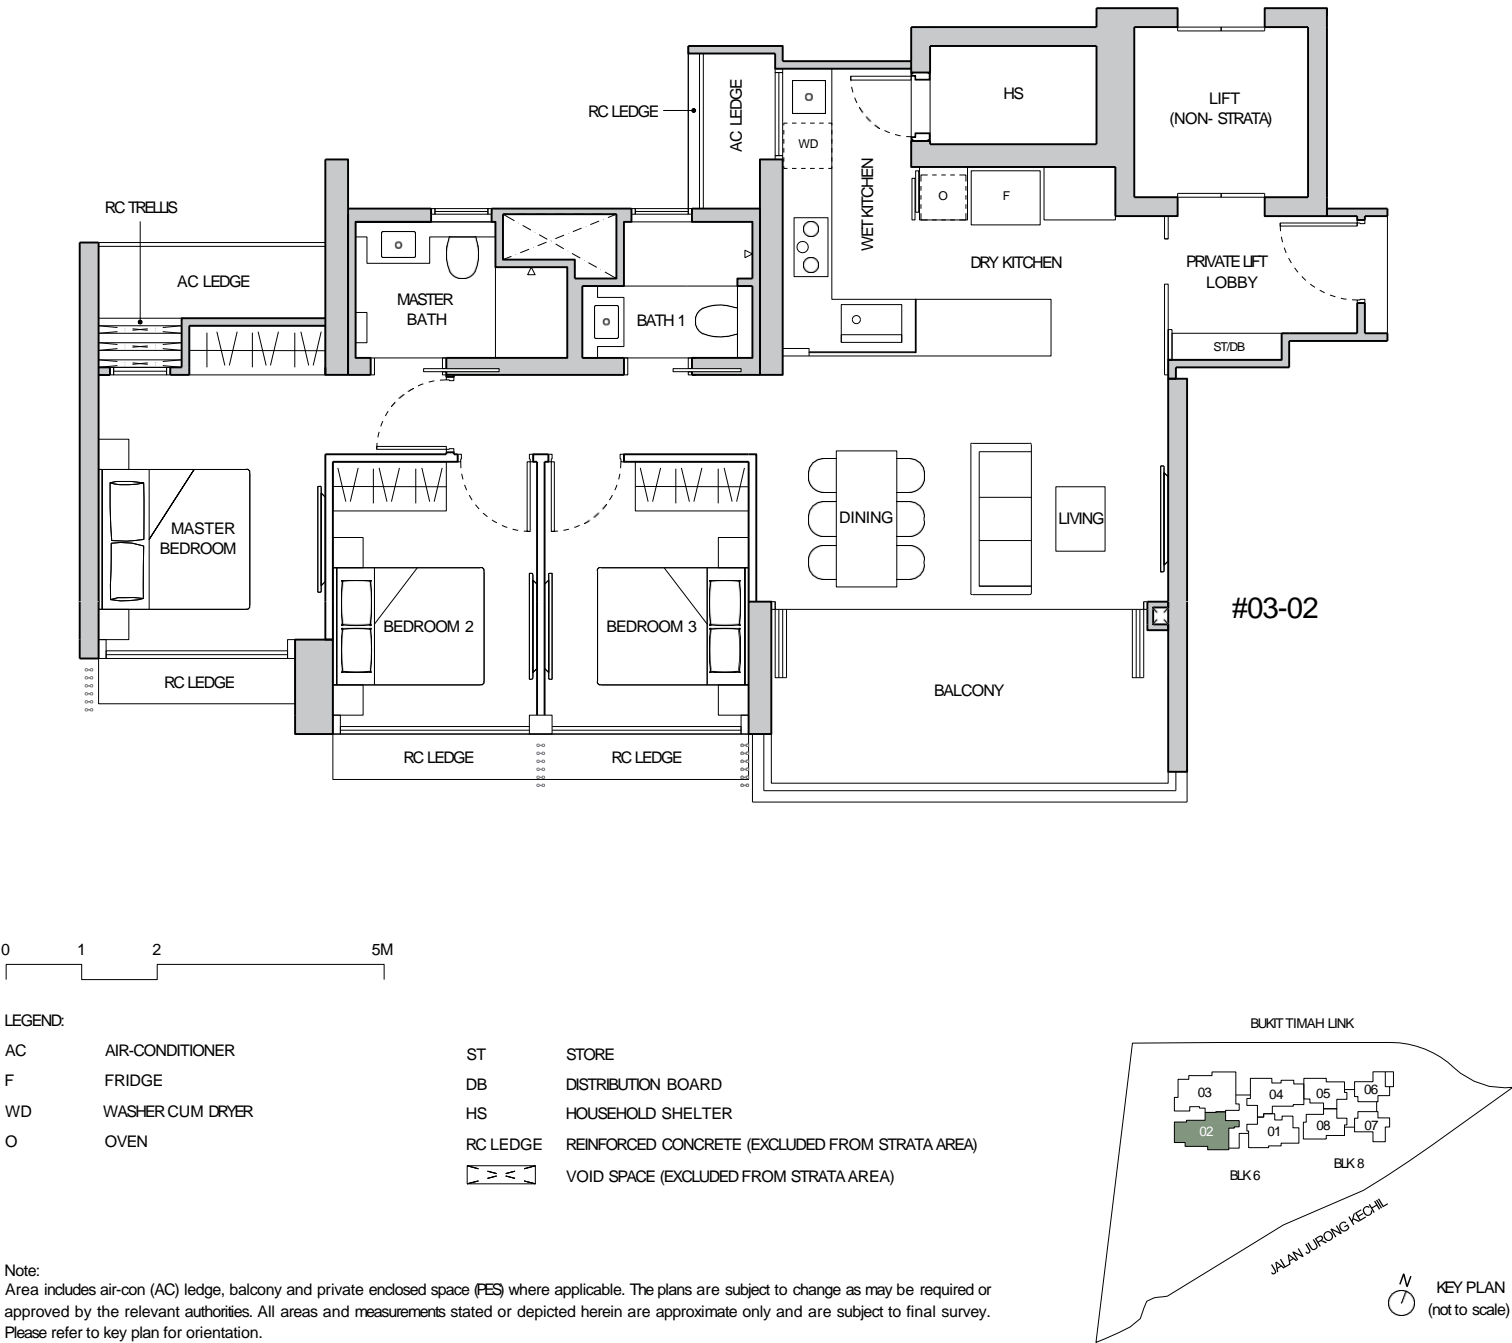 HS
LIFT
(NON- STRATA)
RC LEDGE
AC LEDGE
WD
WET KITCHEN
O
F
RC TRELLIS
AC LEDGE
MASTER
BATH
BATH 1
DRY KITCHEN
PRIVATE LIFT
LOBBY
ST/DB
MASTER
BEDROOM
DINING
LIVING
BEDROOM 2
BEDROOM 3
#03-02
RC LEDGE
BALCONY
RC LEDGE
RC LEDGE
0 1 2 5M
LEGEND:
AC AIR-CONDITIONER
F FRIDGE
WD WASHER CUM DRYER
O OVEN
ST STORE
DB DISTRIBUTION BOARD
HS HOUSEHOLD SHELTER
RC LEDGE REINFORCED CONCRETE (EXCLUDED FROM STRATA AREA)
VOID SPACE (EXCLUDED FROM STRATA AREA)
BUKIT TIMAH LINK
03 04 05 06
02 01 08 07
BLK 6
BLK 8
JALAN JURONG KECHIL
N
KEY PLAN
(not to scale)
Note:
Area includes air-con (AC) ledge, balcony and private enclosed space (PES) where applicable. The plans are subject to change as may be required or
approved by the relevant authorities. All areas and measurements stated or depicted herein are approximate only and are subject to final survey.
Please refer to key plan for orientation.